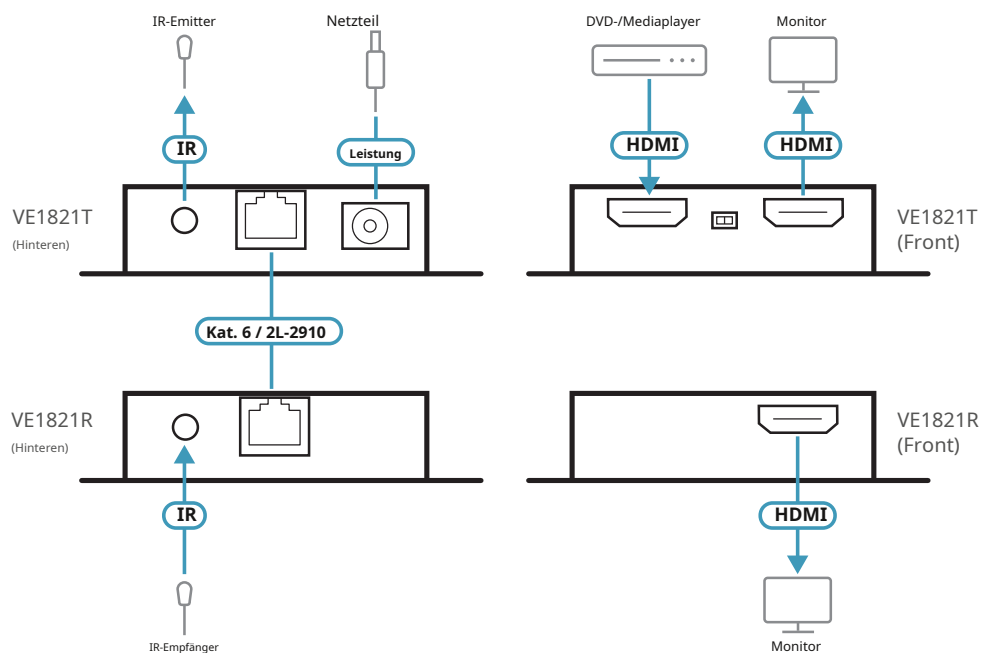 IR-Emitter
Netzteil
DVD-/Mediaplayer
Monitor
IR
Leistung
HDMI
HDMI
VE1821T
(Hinteren)
VE1821T
(Front)
Kat. 6 / 2L-2910
VE1821R
(Hinteren)
VE1821R
(Front)
IR
HDMI
IR-Empfänger
Monitor